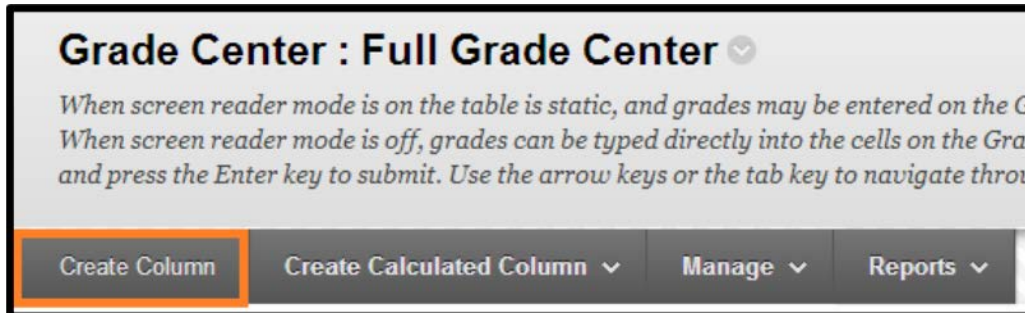 Grade Center : Full Grade Center
When screen reader mode is on the table is static, and grades may be entered on the
When screen reader mode is off, grades can be typed directly into the cells on the
and press the Enter key to submit. Use the arrow keys or the tab key to navigate
Create Column Create Calculated Column Manage Reports